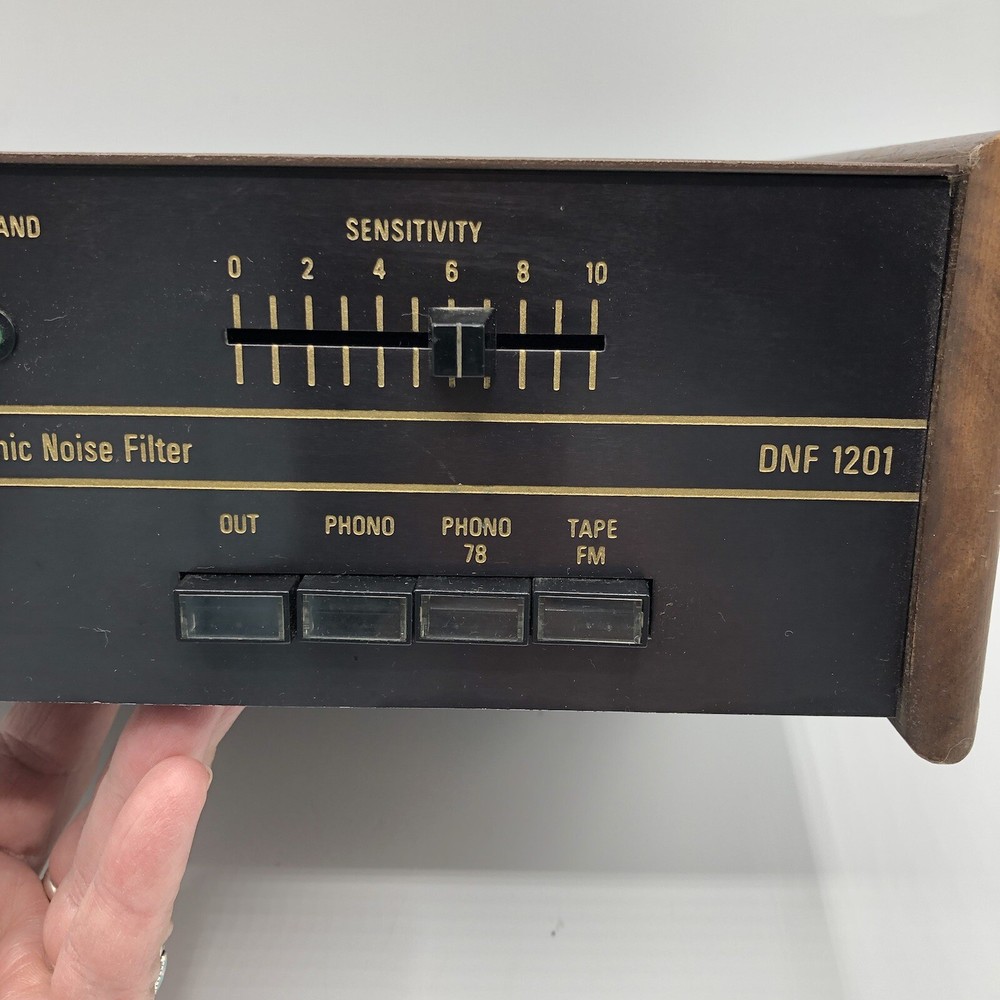 AND
SENSITIVITY
0 2 4 6 8 10
nic Noise Filter
DNF 1201
OUT PHONO PHONO 78 TAPE FM